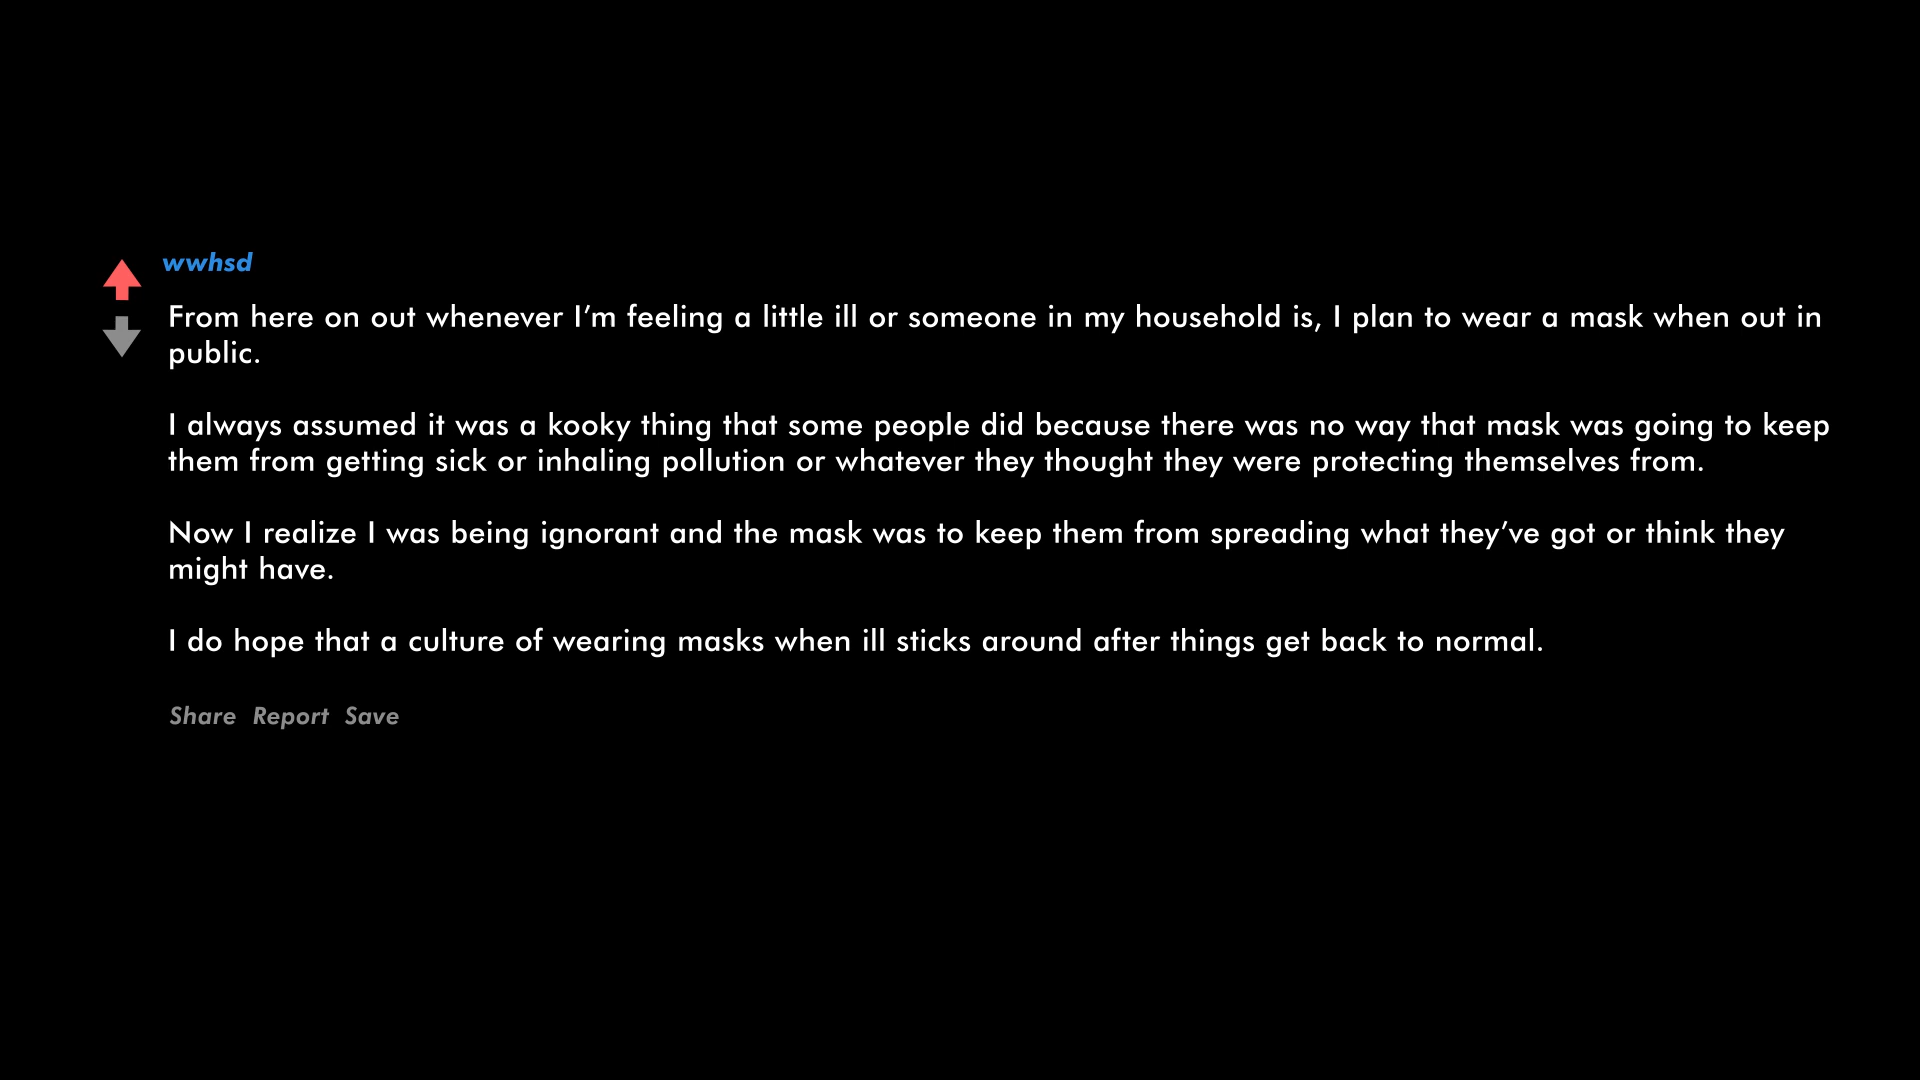 wwhsd
From here on out whenever I’m feeling a little ill or someone in my household is, I plan to wear a mask when out in
public.
I always assumed it was a kooky thing that some people did because there was no way that mask was going to keep
them from getting sick or inhaling pollution or whatever they thought they were protecting themselves from.
Now I realize I was being ignorant and the mask was to keep them from spreading what they’ve got or think they
might have.
I do hope that a culture of wearing masks when ill sticks around after things get back to normal.
Share Report Save